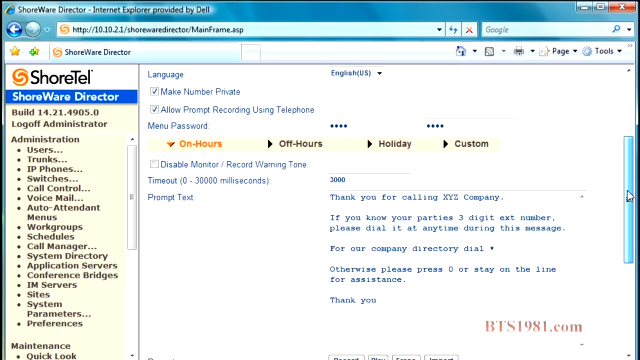 ShoreWare Director - Internet Explorer provided by Dell
http://10.10.2.1/shorewaredirector/MainFrame.asp
Google
ShoreWare Director
Page
Tools
ShoreTel
ShoreWare Director
Build 14.21.4905.0
Logoff Administrator
Administration
Users...
Trunks...
IP Phones...
Switches...
Call Control...
Voice Mail...
Auto-Attendant
Menus
Workgroups
Schedules
Call Manager...
System Directory
Application Servers
Conference Bridges
IM Servers
Sites
System
Parameters...
Preferences
Maintenance
Quick Look
Language English(US)
Make Number Private
Allow Prompt Recording Using Telephone
Menu Password: •••• ••••
On-Hours Off-Hours Holiday Custom
Disable Monitor / Record Warning Tone
Timeout (0 - 30000 milliseconds): 3000
Prompt Text Thank you for calling XYZ Company.
If you know your parties 3 digit ext number,
please dial it at anytime during this message.
For our company directory dial *
Otherwise please press 0 or stay on the line
for assistance.
Thank you
BTS1981.com
Record Play Erase Import